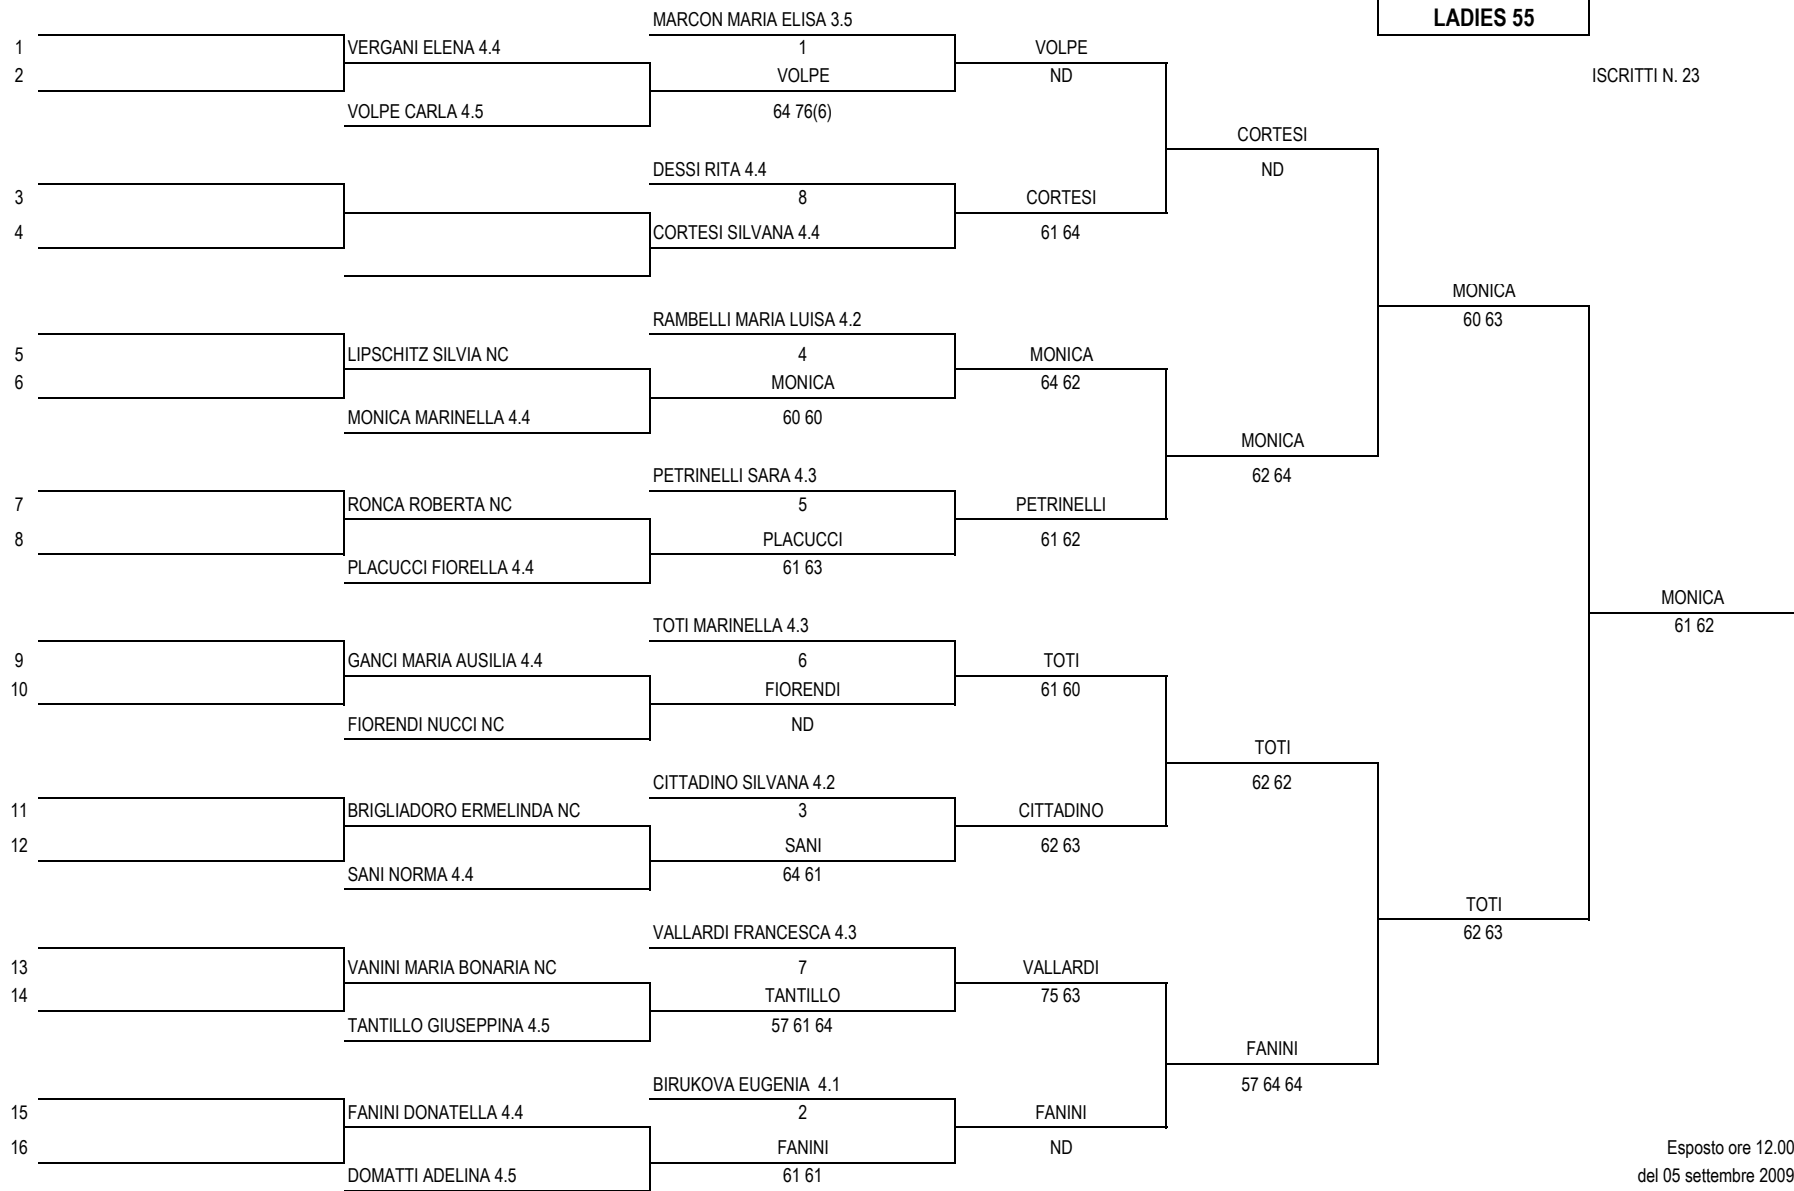 MARCON MARIA ELISA 3.5
LADIES 55
1 VERGANI ELENA 4.4 1 VOLPE
2 VOLPE ND ISCRITTI N. 23
VOLPE CARLA 4.5 64 76(6)
CORTESI
DESSI RITA 4.4 ND
3 8 CORTESI
4 CORTESI SILVANA 4.4 61 64
MONICA
RAMBELLI MARIA LUISA 4.2 60 63
5 LIPSCHITZ SILVIA NC 4 MONICA
6 MONICA 64 62
MONICA MARINELLA 4.4 60 60
MONICA
PETRINELLI SARA 4.3 62 64
7 RONCA ROBERTA NC 5 PETRINELLI
8 PLACUCCI 61 62
PLACUCCI FIORELLA 4.4 61 63
MONICA
TOTI MARINELLA 4.3 61 62
9 GANCI MARIA AUSILIA 4.4 6 TOTI
10 FIORENDI 61 60
FIORENDI NUCCI NC ND
TOTI
CITTADINO SILVANA 4.2 62 62
11 BRIGLIADORO ERMELINDA NC 3 CITTADINO
12 SANI 62 63
SANI NORMA 4.4 64 61
TOTI
VALLARDI FRANCESCA 4.3 62 63
13 VANINI MARIA BONARIA NC 7 VALLARDI
14 TANTILLO 75 63
TANTILLO GIUSEPPINA 4.5 57 61 64
FANINI
BIRUKOVA EUGENIA 4.1 57 64 64
15 FANINI DONATELLA 4.4 2 FANINI
16 FANINI ND Esposto ore 12.00
DOMATTI ADELINA 4.5 61 61 del 05 settembre 2009